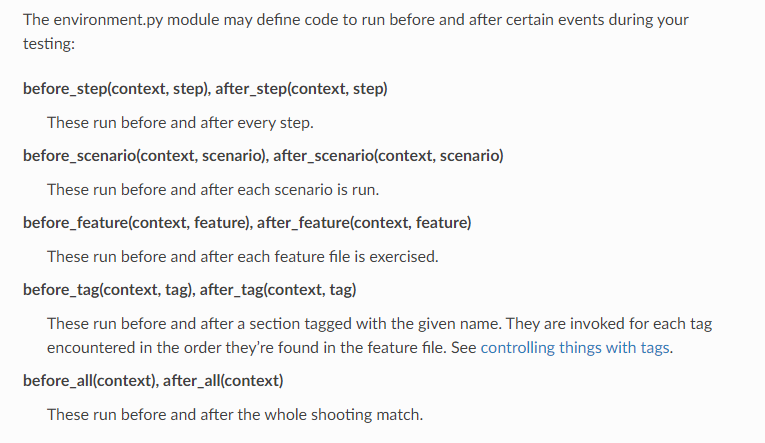 The environment.py module may define code to run before and after certain events during your
testing:
before_step(context, step), after_step(context, step)
These run before and after every step.
before_scenario(context, scenario), after_scenario(context, scenario)
These run before and after each scenario is run.
before_feature(context, feature), after_feature(context, feature)
These run before and after each feature file is exercised.
before_tag(context, tag), after_tag(context, tag)
These run before and after a section tagged with the given name. They are invoked for each tag
encountered in the order they’re found in the feature file. See controlling things with tags.
before_all(context), after_all(context)
These run before and after the whole shooting match.